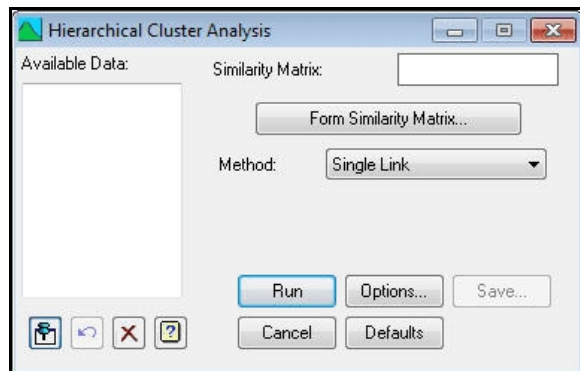 Hierarchical Cluster Analysis
Available Data:
Similarity Matrix:
Form Similarity Matrix...
Method:
Single Link
Run
Options...
Save...
Cancel
Defaults